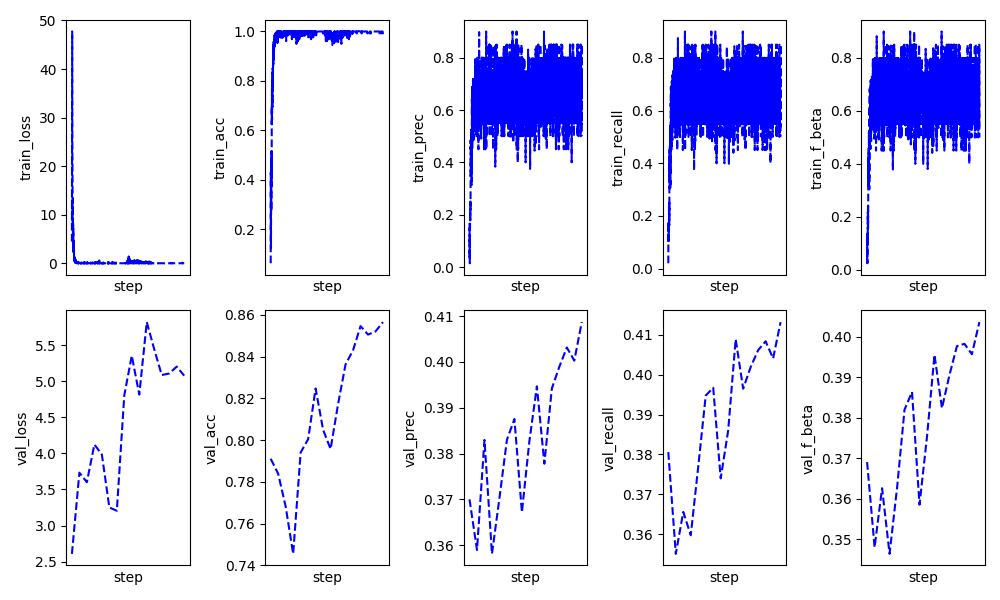 train_loss
50
40
30
20
10
0
step
train_acc
1.0
0.8
0.6
0.4
0.2
step
train_prec
0.8
0.6
0.4
0.2
0.0
step
train_recall
0.8
0.6
0.4
0.2
0.0
step
train_f_beta
0.8
0.6
0.4
0.2
0.0
step
val_loss
5.5
5.0
4.5
4.0
3.5
3.0
2.5
step
val_acc
0.86
0.84
0.82
0.80
0.78
0.76
0.74
step
val_prec
0.41
0.40
0.39
0.38
0.37
0.36
step
val_recall
0.41
0.40
0.39
0.38
0.37
0.36
step
val_f_beta
0.40
0.39
0.38
0.37
0.36
0.35
step